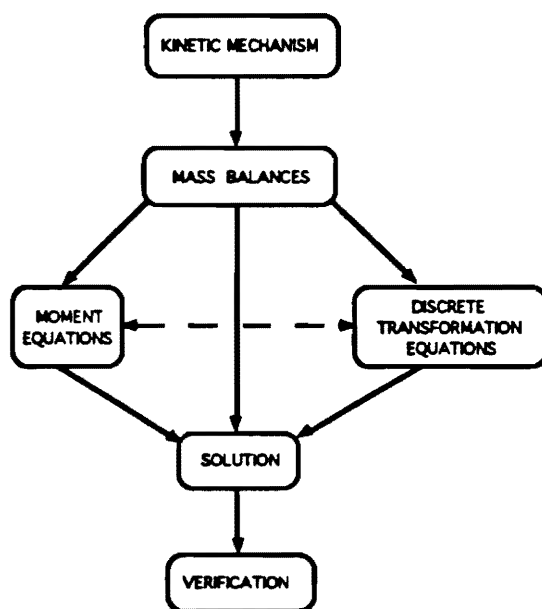 KINETIC MECHANISM
MASS BALANCES
MOMENT
EQUATIONS
DISCRETE
TRANSFORMATION
EQUATIONS
SOLUTION
VERIFICATION